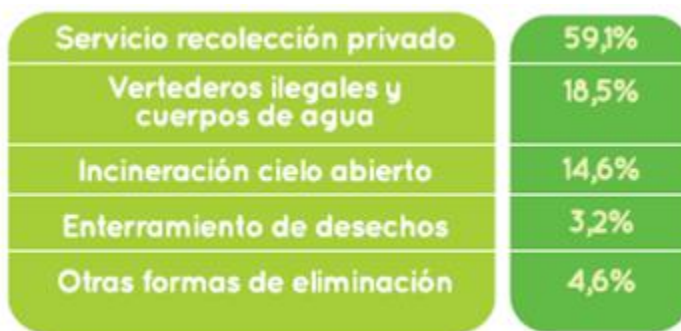 Servicio recolección privado 59,1%
Vertederos ilegales y 18,5%
cuerpos de agua
Incineración cielo abierto 14,6%
Enterramiento de desechos 3,2%
Otras formas de eliminación 4,6%